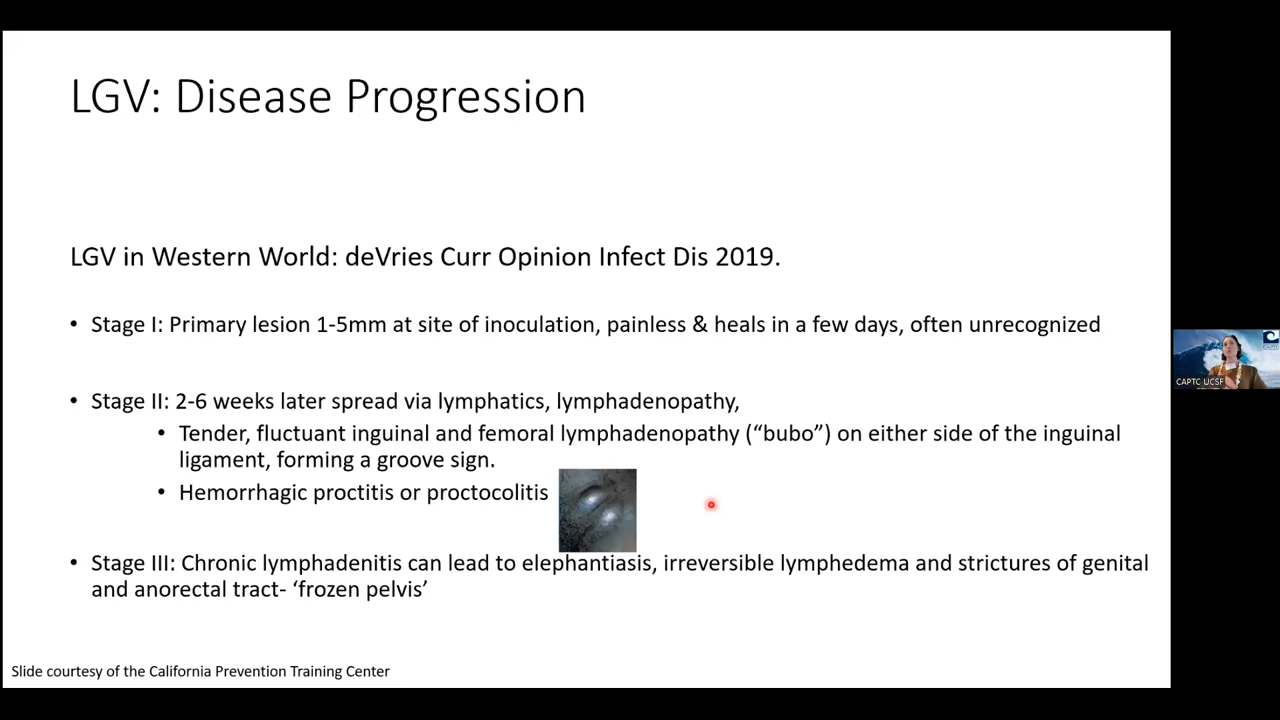 LGV: Disease Progression
LGV in Western World: deVries Curr Opinion Infect Dis 2019.
• Stage I: Primary lesion 1-5mm at site of inoculation, painless & heals in a few days, often unrecognized
• Stage II: 2-6 weeks later spread via lymphatics, lymphadenopathy,
• Tender, fluctuant inguinal and femoral lymphadenopathy (“bubo”) on either side of the inguinal
ligament, forming a groove sign.
• Hemorrhagic proctitis or proctocolitis
• Stage III: Chronic lymphadenitis can lead to elephantiasis, irreversible lymphedema and strictures of genital
and anorectal tract- ‘frozen pelvis’
Slide courtesy of the California Prevention Training Center
CAPTC UCSF